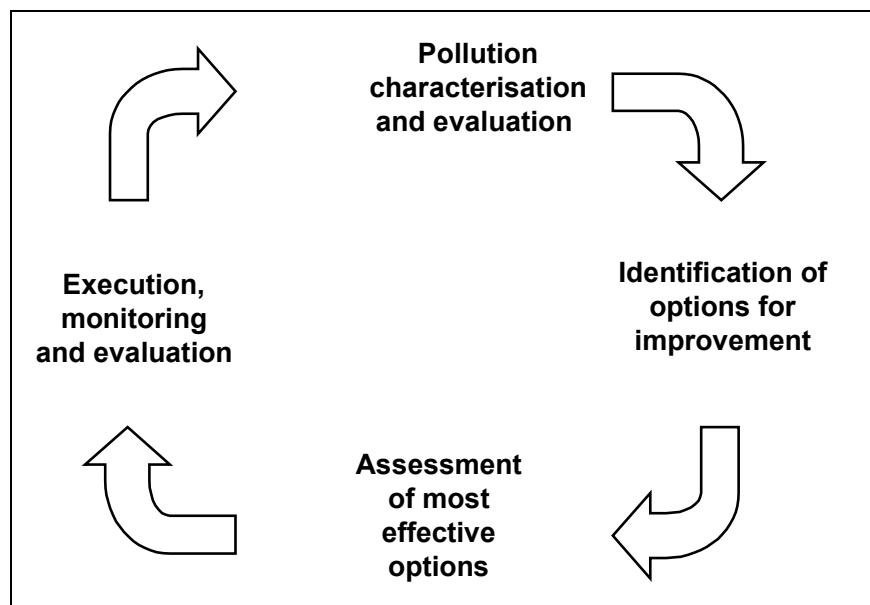 Pollution
characterisation
and evaluation
Identification of
options for
improvement
Assessment
of most
effective
options
Execution,
monitoring
and evaluation